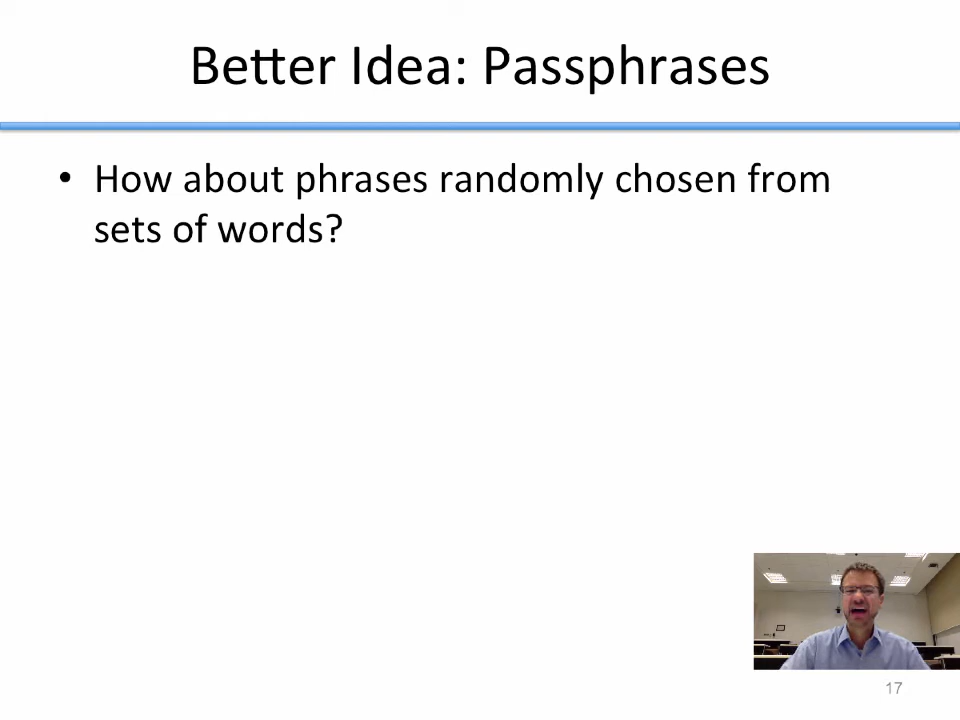 Better Idea: Passphrases
• How about phrases randomly chosen from
sets of words?
17